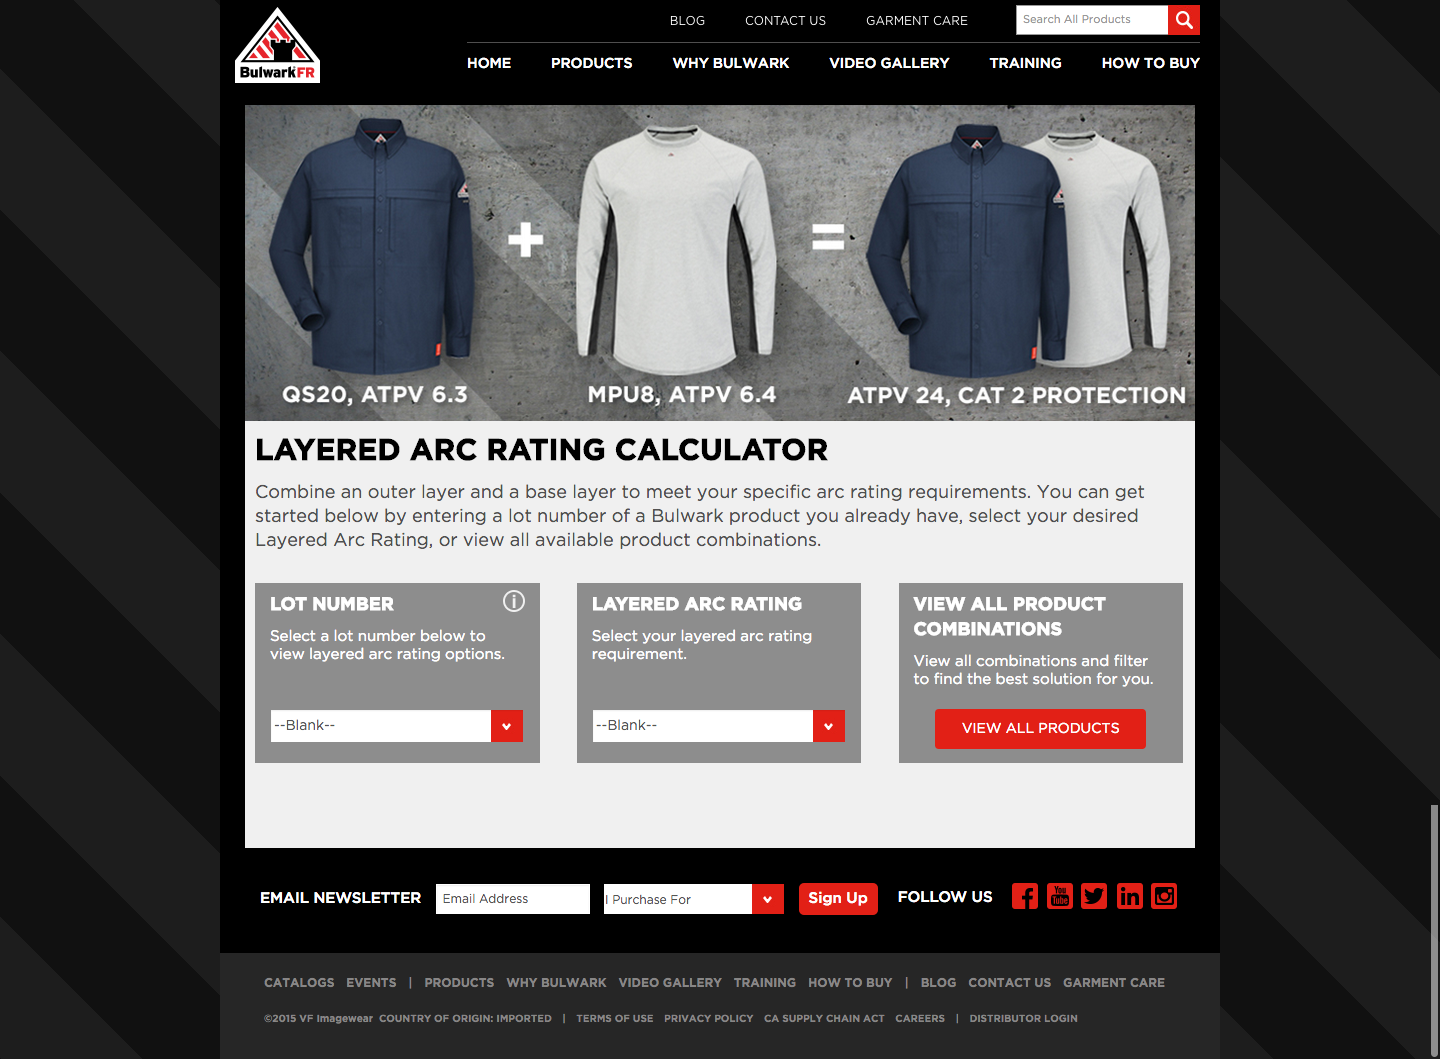 BulwarkFR
BLOG CONTACT US GARMENT CARE Search All Products
HOME PRODUCTS WHY BULWARK VIDEO GALLERY TRAINING HOW TO BUY
QS20, ATPV 6.3 MPU8, ATPV 6.4 ATPV 24, CAT 2 PROTECTION
LAYERED ARC RATING CALCULATOR
Combine an outer layer and a base layer to meet your specific arc rating requirements. You can get
started below by entering a lot number of a Bulwark product you already have, select your desired
Layered Arc Rating, or view all available product combinations.
LOT NUMBER
Select a lot number below to
view layered arc rating options.
--Blank--
LAYERED ARC RATING
Select your layered arc rating
requirement.
--Blank--
VIEW ALL PRODUCT
COMBINATIONS
View all combinations and filter
to find the best solution for you.
VIEW ALL PRODUCTS
EMAIL NEWSLETTER Email Address I Purchase For Sign Up FOLLOW US You Tube in
CATALOGS EVENTS | PRODUCTS WHY BULWARK VIDEO GALLERY TRAINING HOW TO BUY | BLOG CONTACT US GARMENT CARE
©2015 VF Imagewear COUNTRY OF ORIGIN: IMPORTED | TERMS OF USE PRIVACY POLICY CA SUPPLY CHAIN ACT CAREERS | DISTRIBUTOR LOGIN